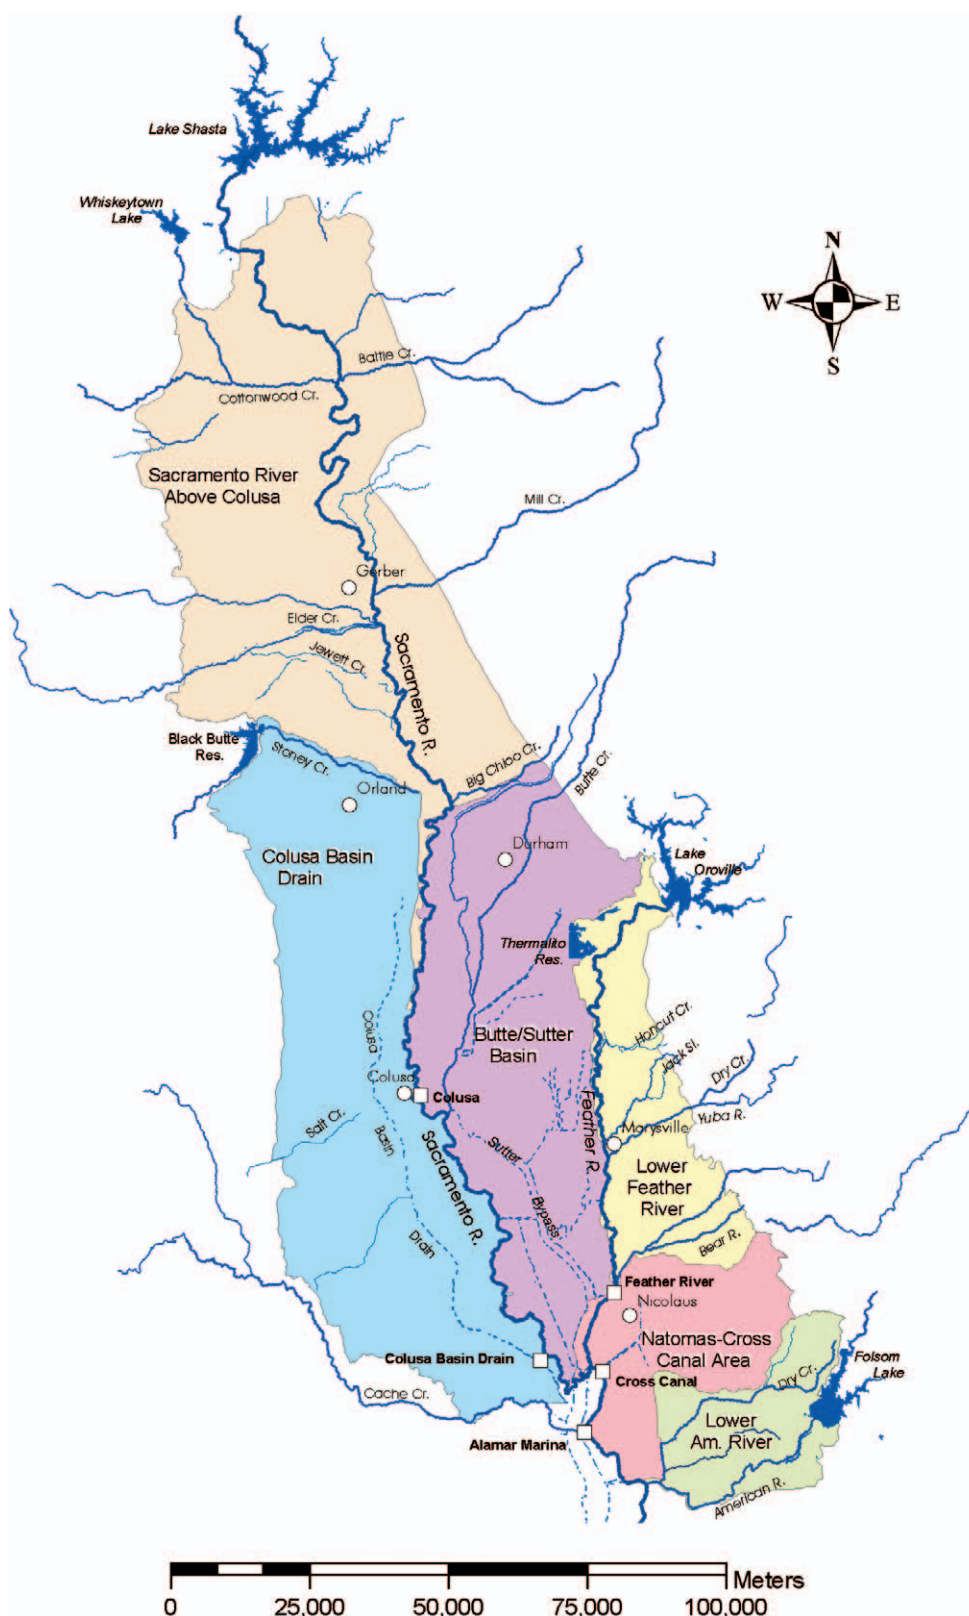 Lake Shasta
Whiskeytown
Lake
N
W
E
S
Battle Cr.
Cottonwood Cr.
Sacramento River
Above Colusa
Mill Cr.
Gerber
Elder Cr.
Jewett Cr.
Sacramento R.
Black Butte
Res.
Stoney Cr.
Big Chico Cr.
Butte Cr.
Orland
Durham
Colusa Basin
Drain
Lake
Oroville
Thermalito
Res.
Honcut Cr.
Jack Sl.
Dry Cr.
Yuba R.
Butte/Sutter
Basin
Colusa
Basin
Drain
Colusa
Colusa
Salt Cr.
Sacramento R.
Sutter
Bypass
Feather R.
Marysville
Lower
Feather
River
Bear R.
Feather River
Nicolaus
Natomas-Cross
Canal Area
Colusa Basin Drain
Cross Canal
Cache Cr.
Dry Cr.
Folsom
Lake
Alamar Marina
Lower
Am. River
American R.
Meters
0
25,000
50,000
75,000
100,000